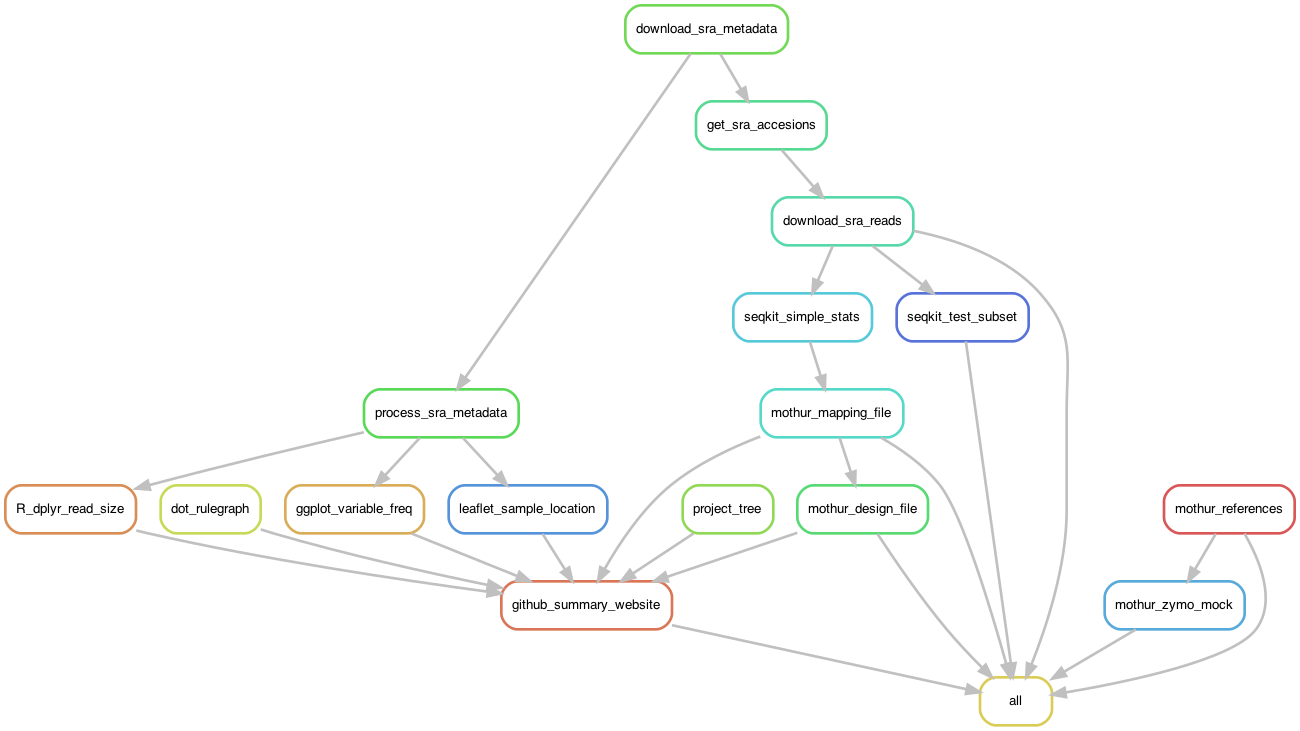 download_sra_metadata
get_sra_accesions
download_sra_reads
seqkit_simple_stats
seqkit_test_subset
process_sra_metadata
mothur_mapping_file
R_dplyr_read_size
dot_rulegraph
ggplot_variable_freq
leaflet_sample_location
project_tree
mothur_design_file
mothur_references
github_summary_website
mothur_zymo_mock
all